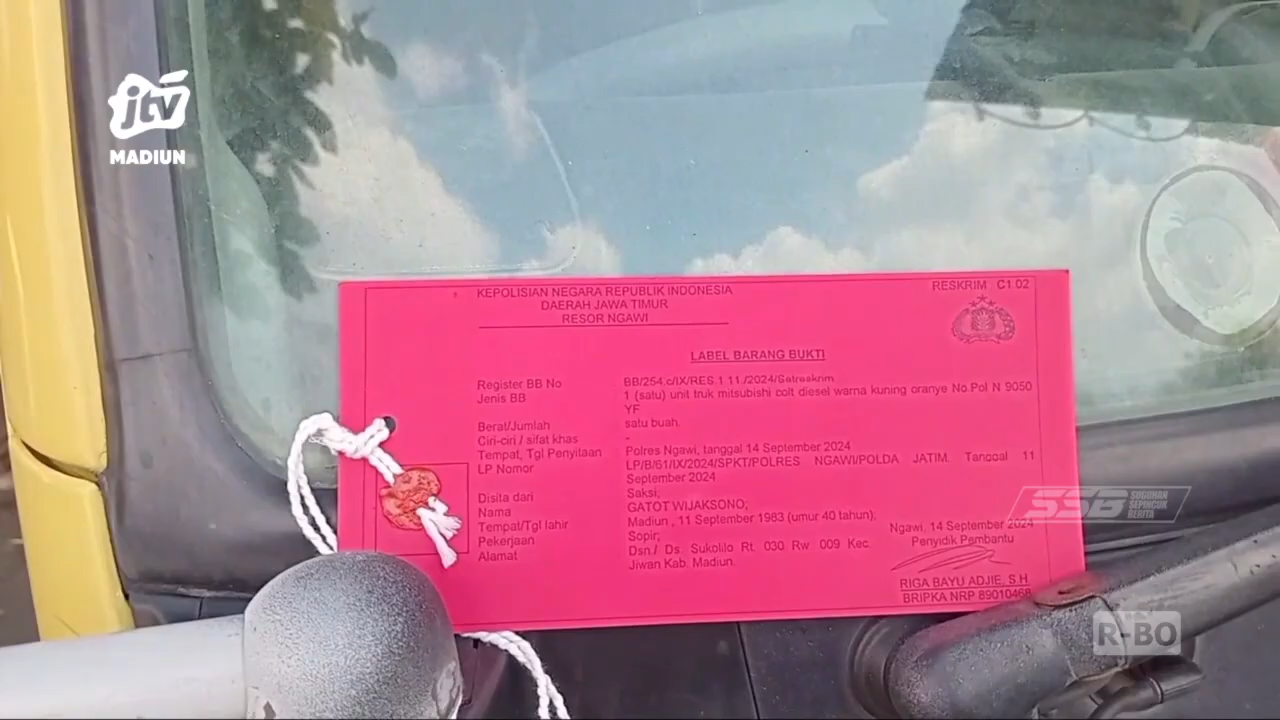 jtv
MADIUN
KEPOLISIAN NEGARA REPUBLIK INDONESIA
DAERAH JAWA TIMUR
RESOR NGAWI
RESKRIM C1.02
LABEL BARANG BUKTI
Register BB No BB/254.c/IX/RES.1.11./2024/Satreskrim
Jenis BB 1 (satu) unit truk mitsubishi colt diesel warna kuning oranye No.Pol N 9050
YF
Berat/Jumlah satu buah.
Ciri-ciri / sifat khas -
Tempat, Tgl Penyitaan Polres Ngawi, tanggal 14 September 2024
LP Nomor LP/B/61/IX/2024/SPKT/POLRES NGAWI/POLDA JATIM. Tanggal 11
September 2024
Disita dari Saksi,
Nama GATOT WIJAKSONO;
Tempat/Tgl lahir Madiun , 11 September 1983 (umur 40 tahun);
Pekerjaan Sopir;
Alamat Dsn./ Ds. Sukolilo Rt. 030 Rw 009 Kec.
Jiwan Kab. Madiun.
Ngawi, 14 September 2024
Penyidik Pembantu
RIGA BAYU ADJIE, S.H
BRIPKA NRP 89010468
SSB SUGUHAN
SEPINCUK
BERITA
R-BO